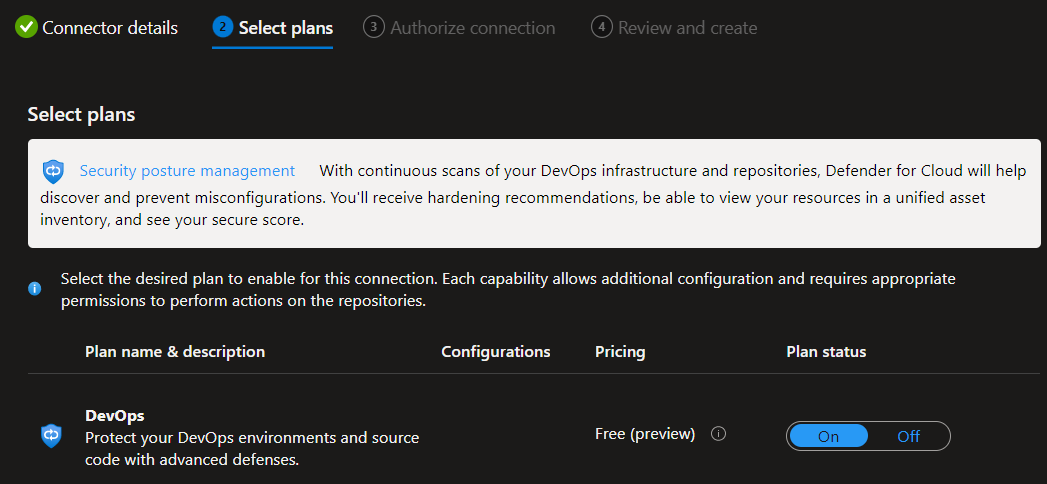 Connector details
2 Select plans
3 Authorize connection
4 Review and create
Select plans
Security posture management With continuous scans of your DevOps infrastructure and repositories, Defender for Cloud will help
discover and prevent misconfigurations. You'll receive hardening recommendations, be able to view your resources in a unified asset
inventory, and see your secure score.
Select the desired plan to enable for this connection. Each capability allows additional configuration and requires appropriate
permissions to perform actions on the repositories.
Plan name & description Configurations Pricing Plan status
DevOps
Protect your DevOps environments and source
code with advanced defenses.
Free (preview)
On Off